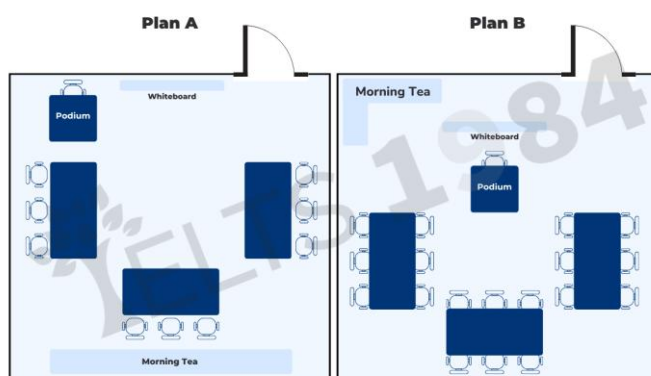 Plan A
Plan B
Whiteboard
Podium
Morning Tea
Morning Tea
Whiteboard
Podium
IELTS 1984